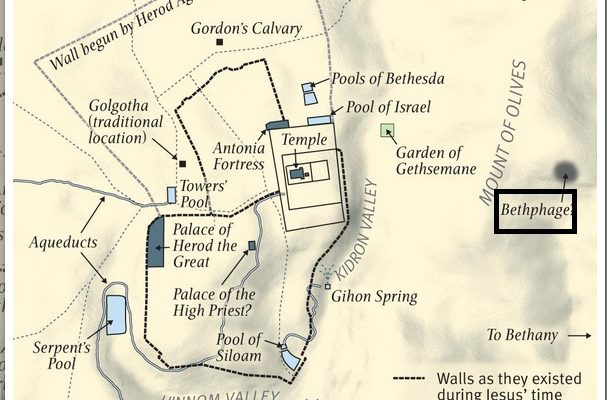 Wall begun by Herod Ag
Gordon's Calvary
Pools of Bethesda
Golgotha
(traditional
location)
Pool of Israel
Antonia
Fortress
Temple
Garden of
Gethsemane
MOUNT OF OLIVES
Towers'
Pool
Bethphage?
KIDRON VALLEY
Aqueducts
Palace of
Herod the
Great
Palace of the
High Priest?
Gihon Spring
Serpent's
Pool
Pool of
Siloam
To Bethany
HINNOM VALLEY
Walls as they existed
during Jesus' time